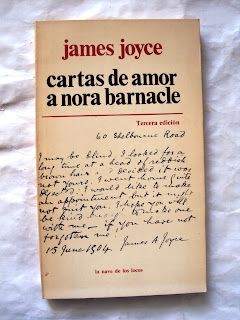 james joyce
cartas de amor
a nora barnacle
Tercera edición
60 Shelbourne Road
I may be blind. I looked for a
long time at a head of reddish
brown hair and decided it was
not yours. I went home quite
dejected. I would like to make
an appointment but it might
not suit you. I hope you will
be kind enough to make one
with me — if you have not
forgotten me!
James A Joyce
15 June 1904
la nave de los locos